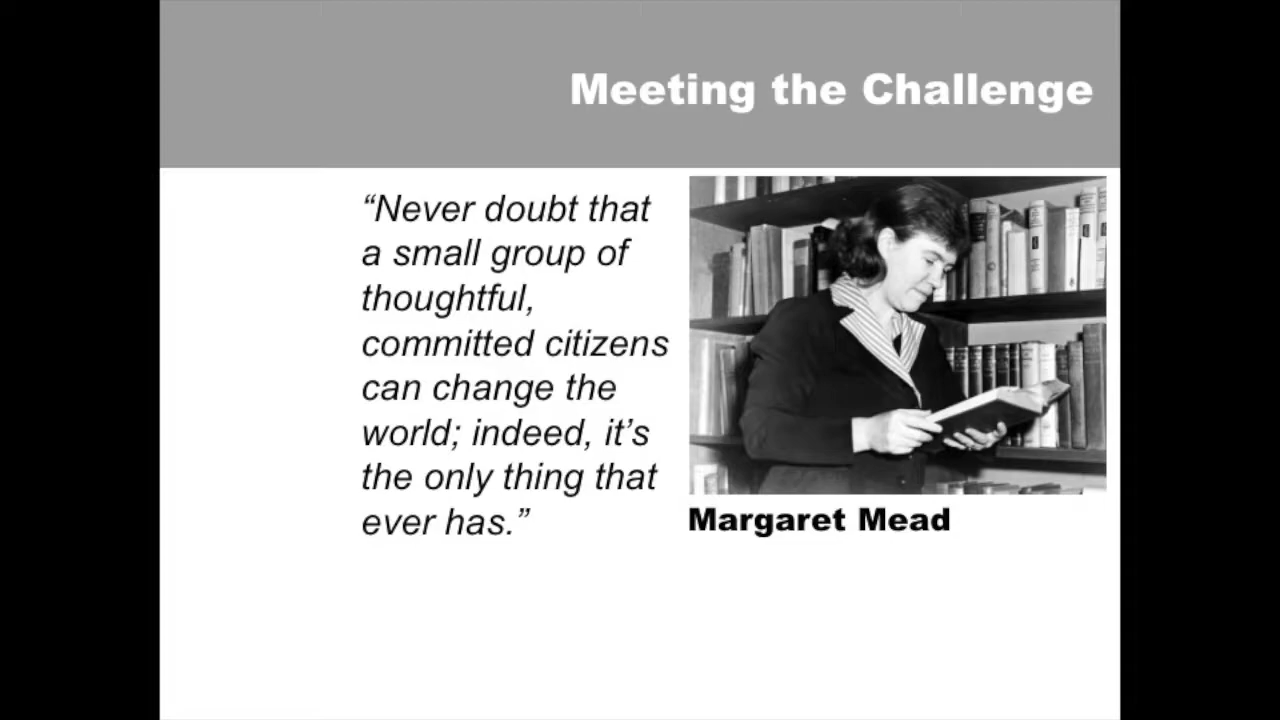 Meeting the Challenge
“Never doubt that
a small group of
thoughtful,
committed citizens
can change the
world; indeed, it’s
the only thing that
ever has.”
Margaret Mead